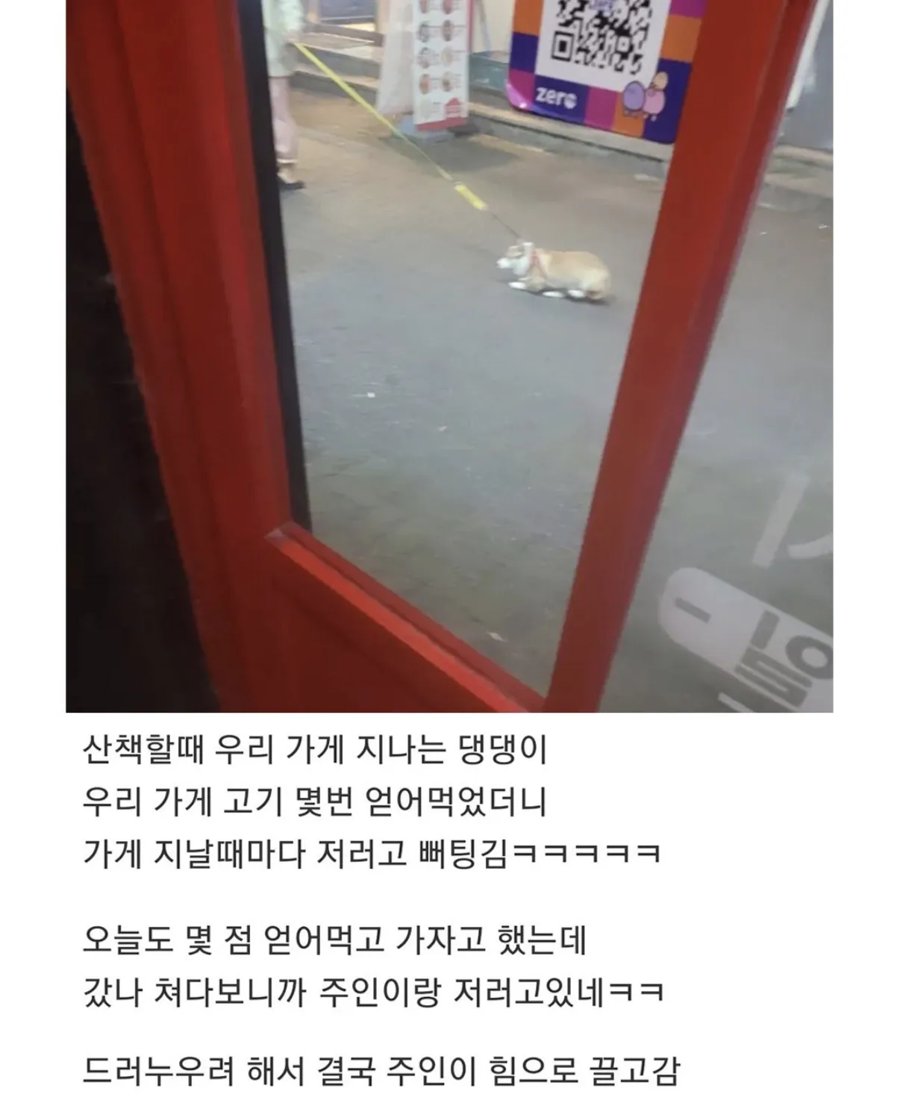 zero
일
산책할때 우리 가게 지나는 댕댕이
우리 가게 고기 몇번 얻어먹었더니
가게 지날때마다 저러고 뻐팅김ㅋㅋㅋㅋㅋ
오늘도 몇 점 얻어먹고 가자고 했는데
갔나 쳐다보니까 주인이랑 저러고있네ㅋㅋ
드러누우려 해서 결국 주인이 힘으로 끌고감